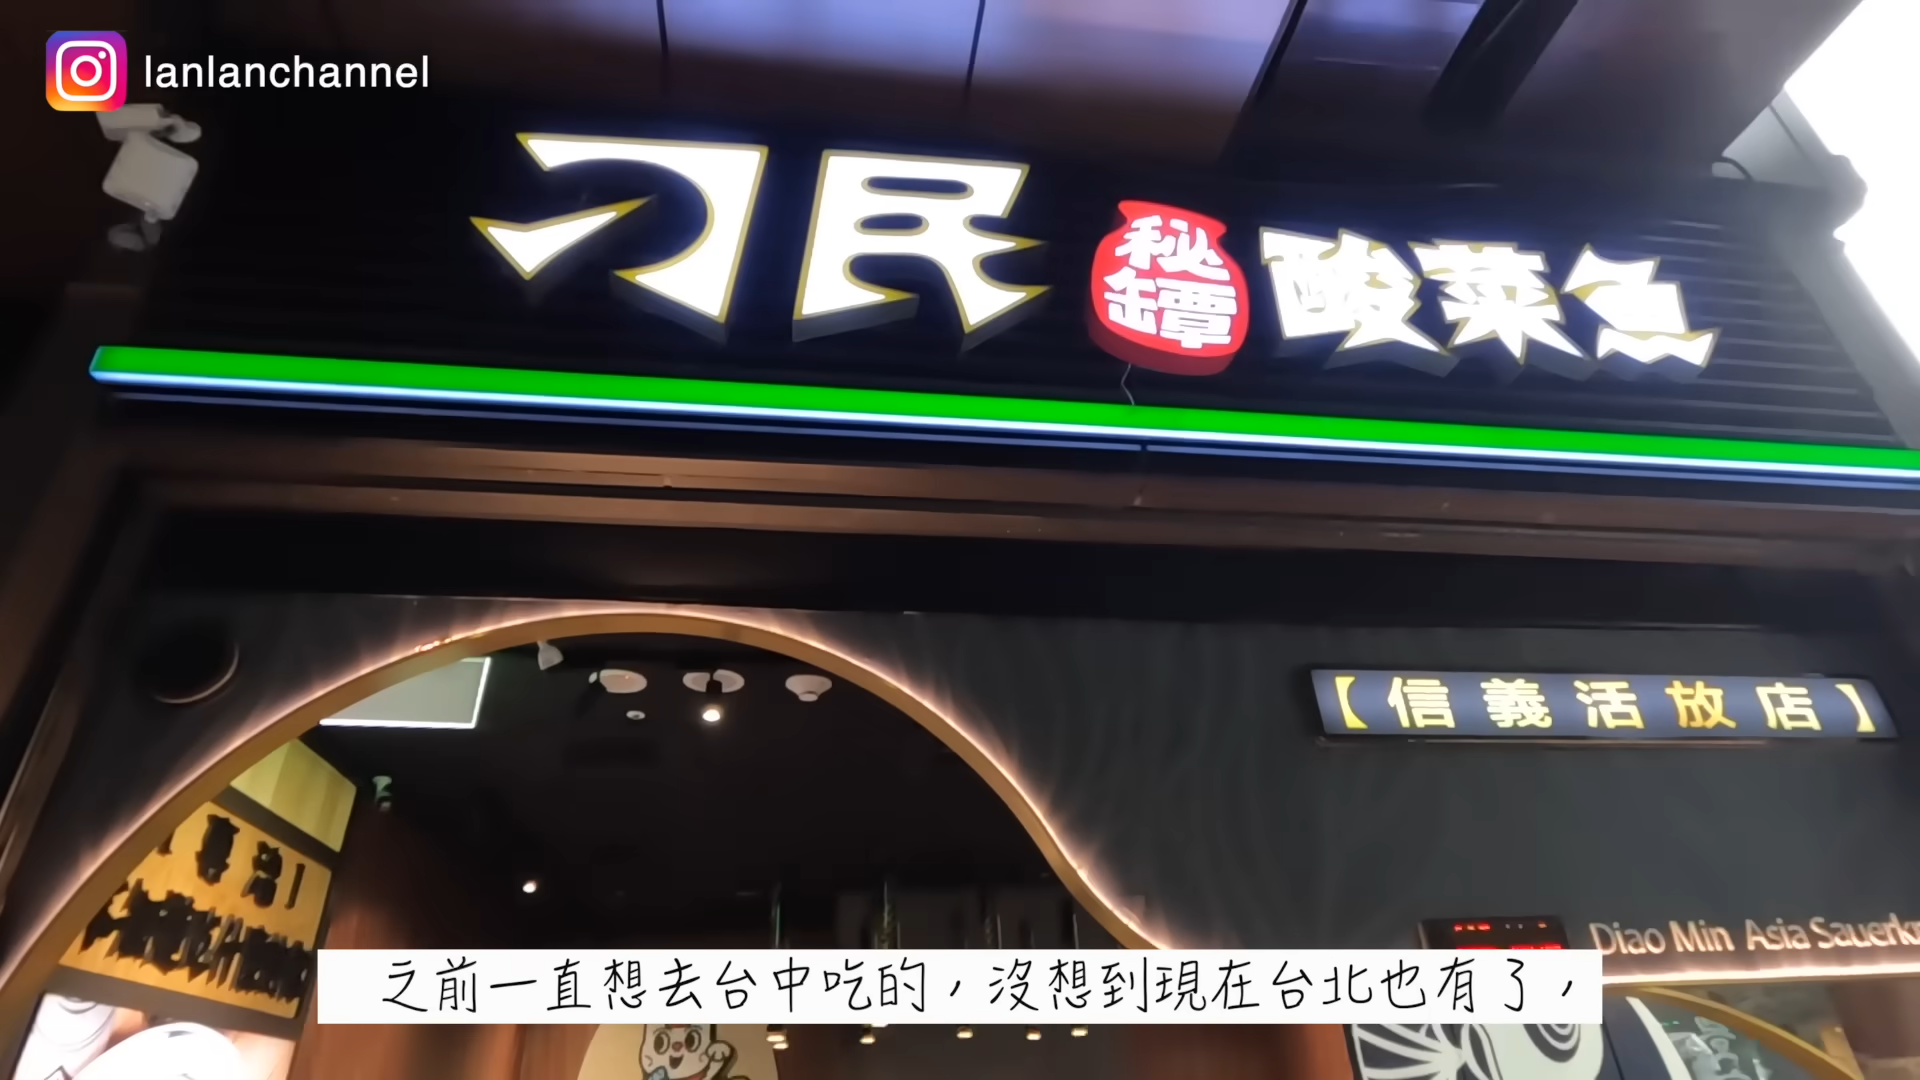 lanlanchannel
刁民
秘罈
酸菜魚
【信義活放店】
Diao Min Asia
之前一直想去台中吃的，沒想到現在台北也有了，